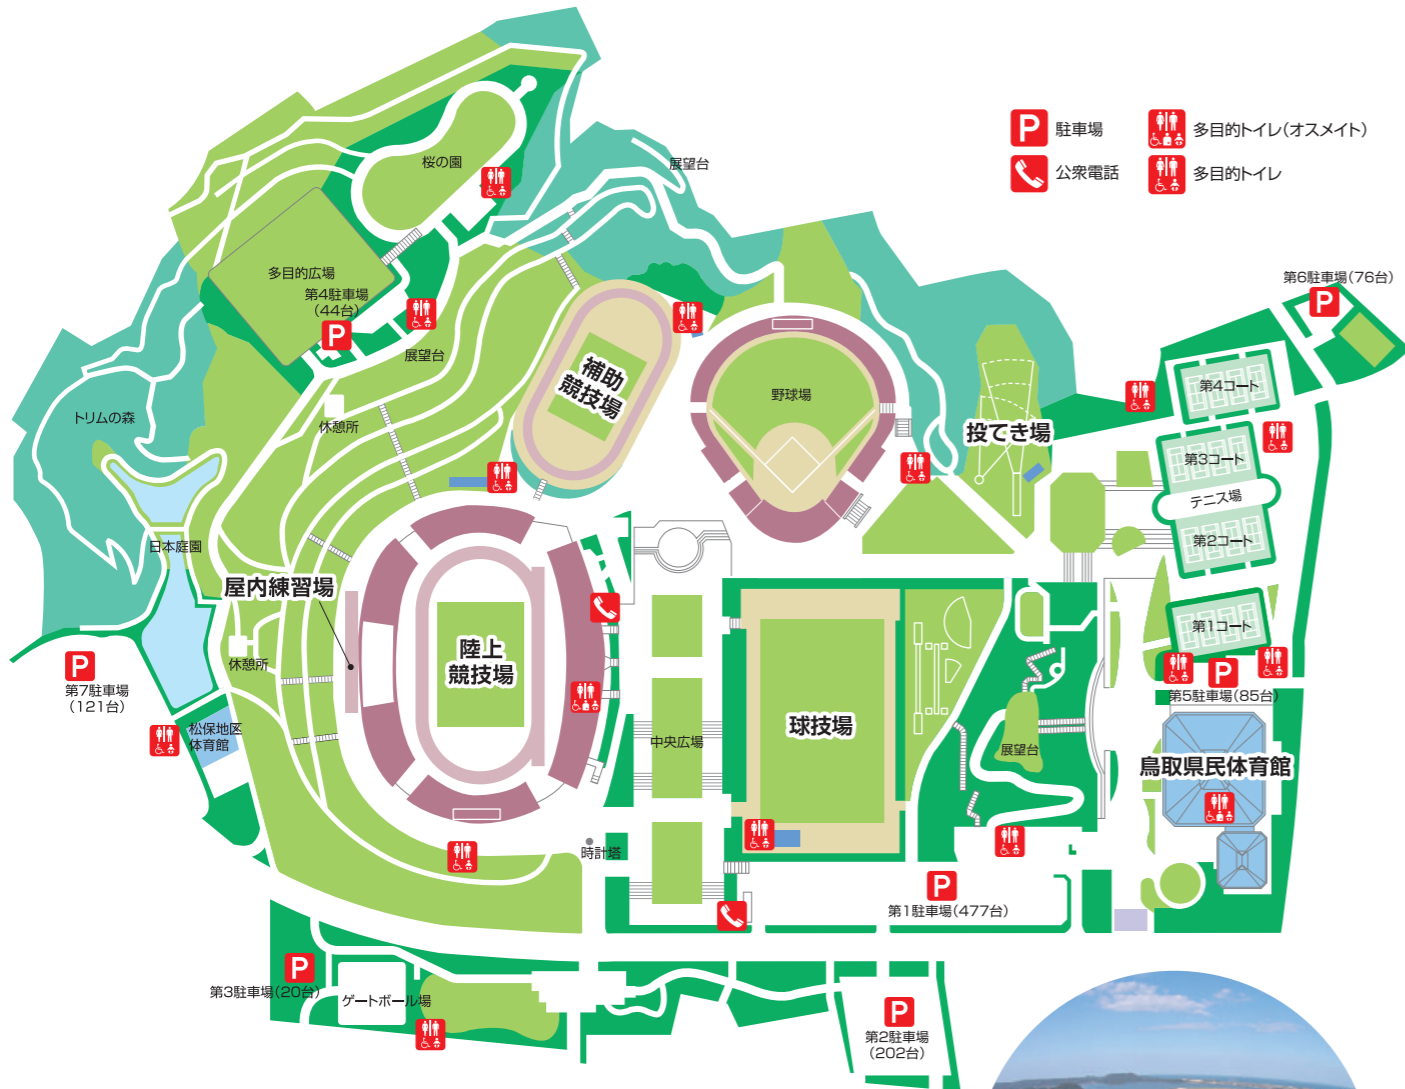 P 駐車場
多目的トイレ(オスメイト)
公衆電話
多目的トイレ
桜の園
展望台
多目的広場
第4駐車場
(44台)
P
展望台
第6駐車場(76台)
P
補助
競技場
野球場
投てき場
第4コート
第3コート
テニス場
第2コート
第1コート
トリムの森
休憩所
日本庭園
屋内練習場
陸上
競技場
休憩所
P
第7駐車場
(121台)
松保地区
体育館
中央広場
球技場
展望台
P
第5駐車場(85台)
鳥取県民体育館
時計塔
P
第1駐車場(477台)
P
第3駐車場(20台)
ゲートボール場
P
第2駐車場
(202台)